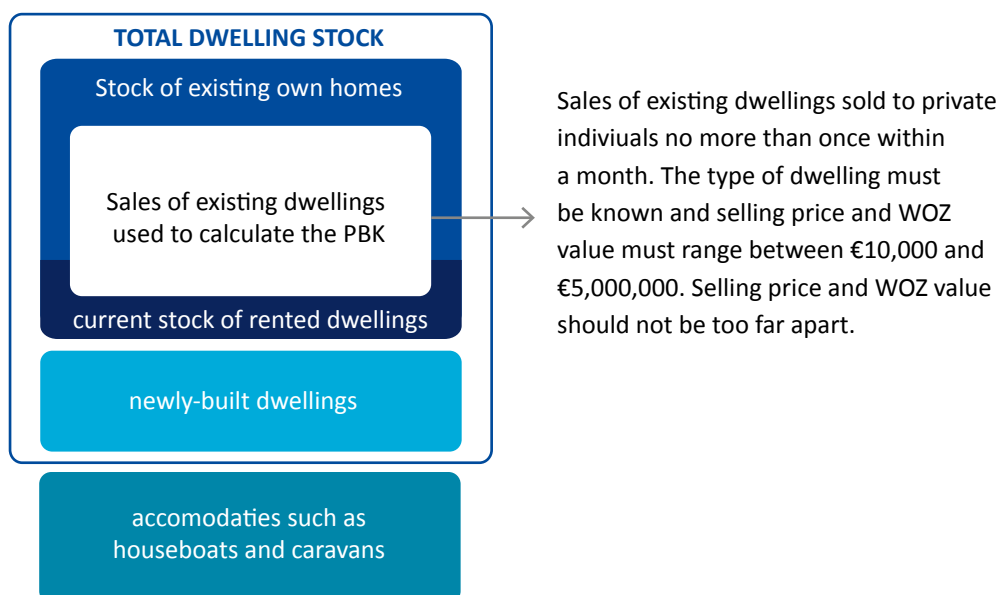 TOTAL DWELLING STOCK
Stock of existing own homes
Sales of existing dwellings
used to calculate the PBK
current stock of rented dwellings
newly-built dwellings
accomodaties such as
houseboats and caravans
Sales of existing dwellings sold to private
indiviuals no more than once within
a month. The type of dwelling must
be known and selling price and WOZ
value must range between €10,000 and
€5,000,000. Selling price and WOZ value
should not be too far apart.